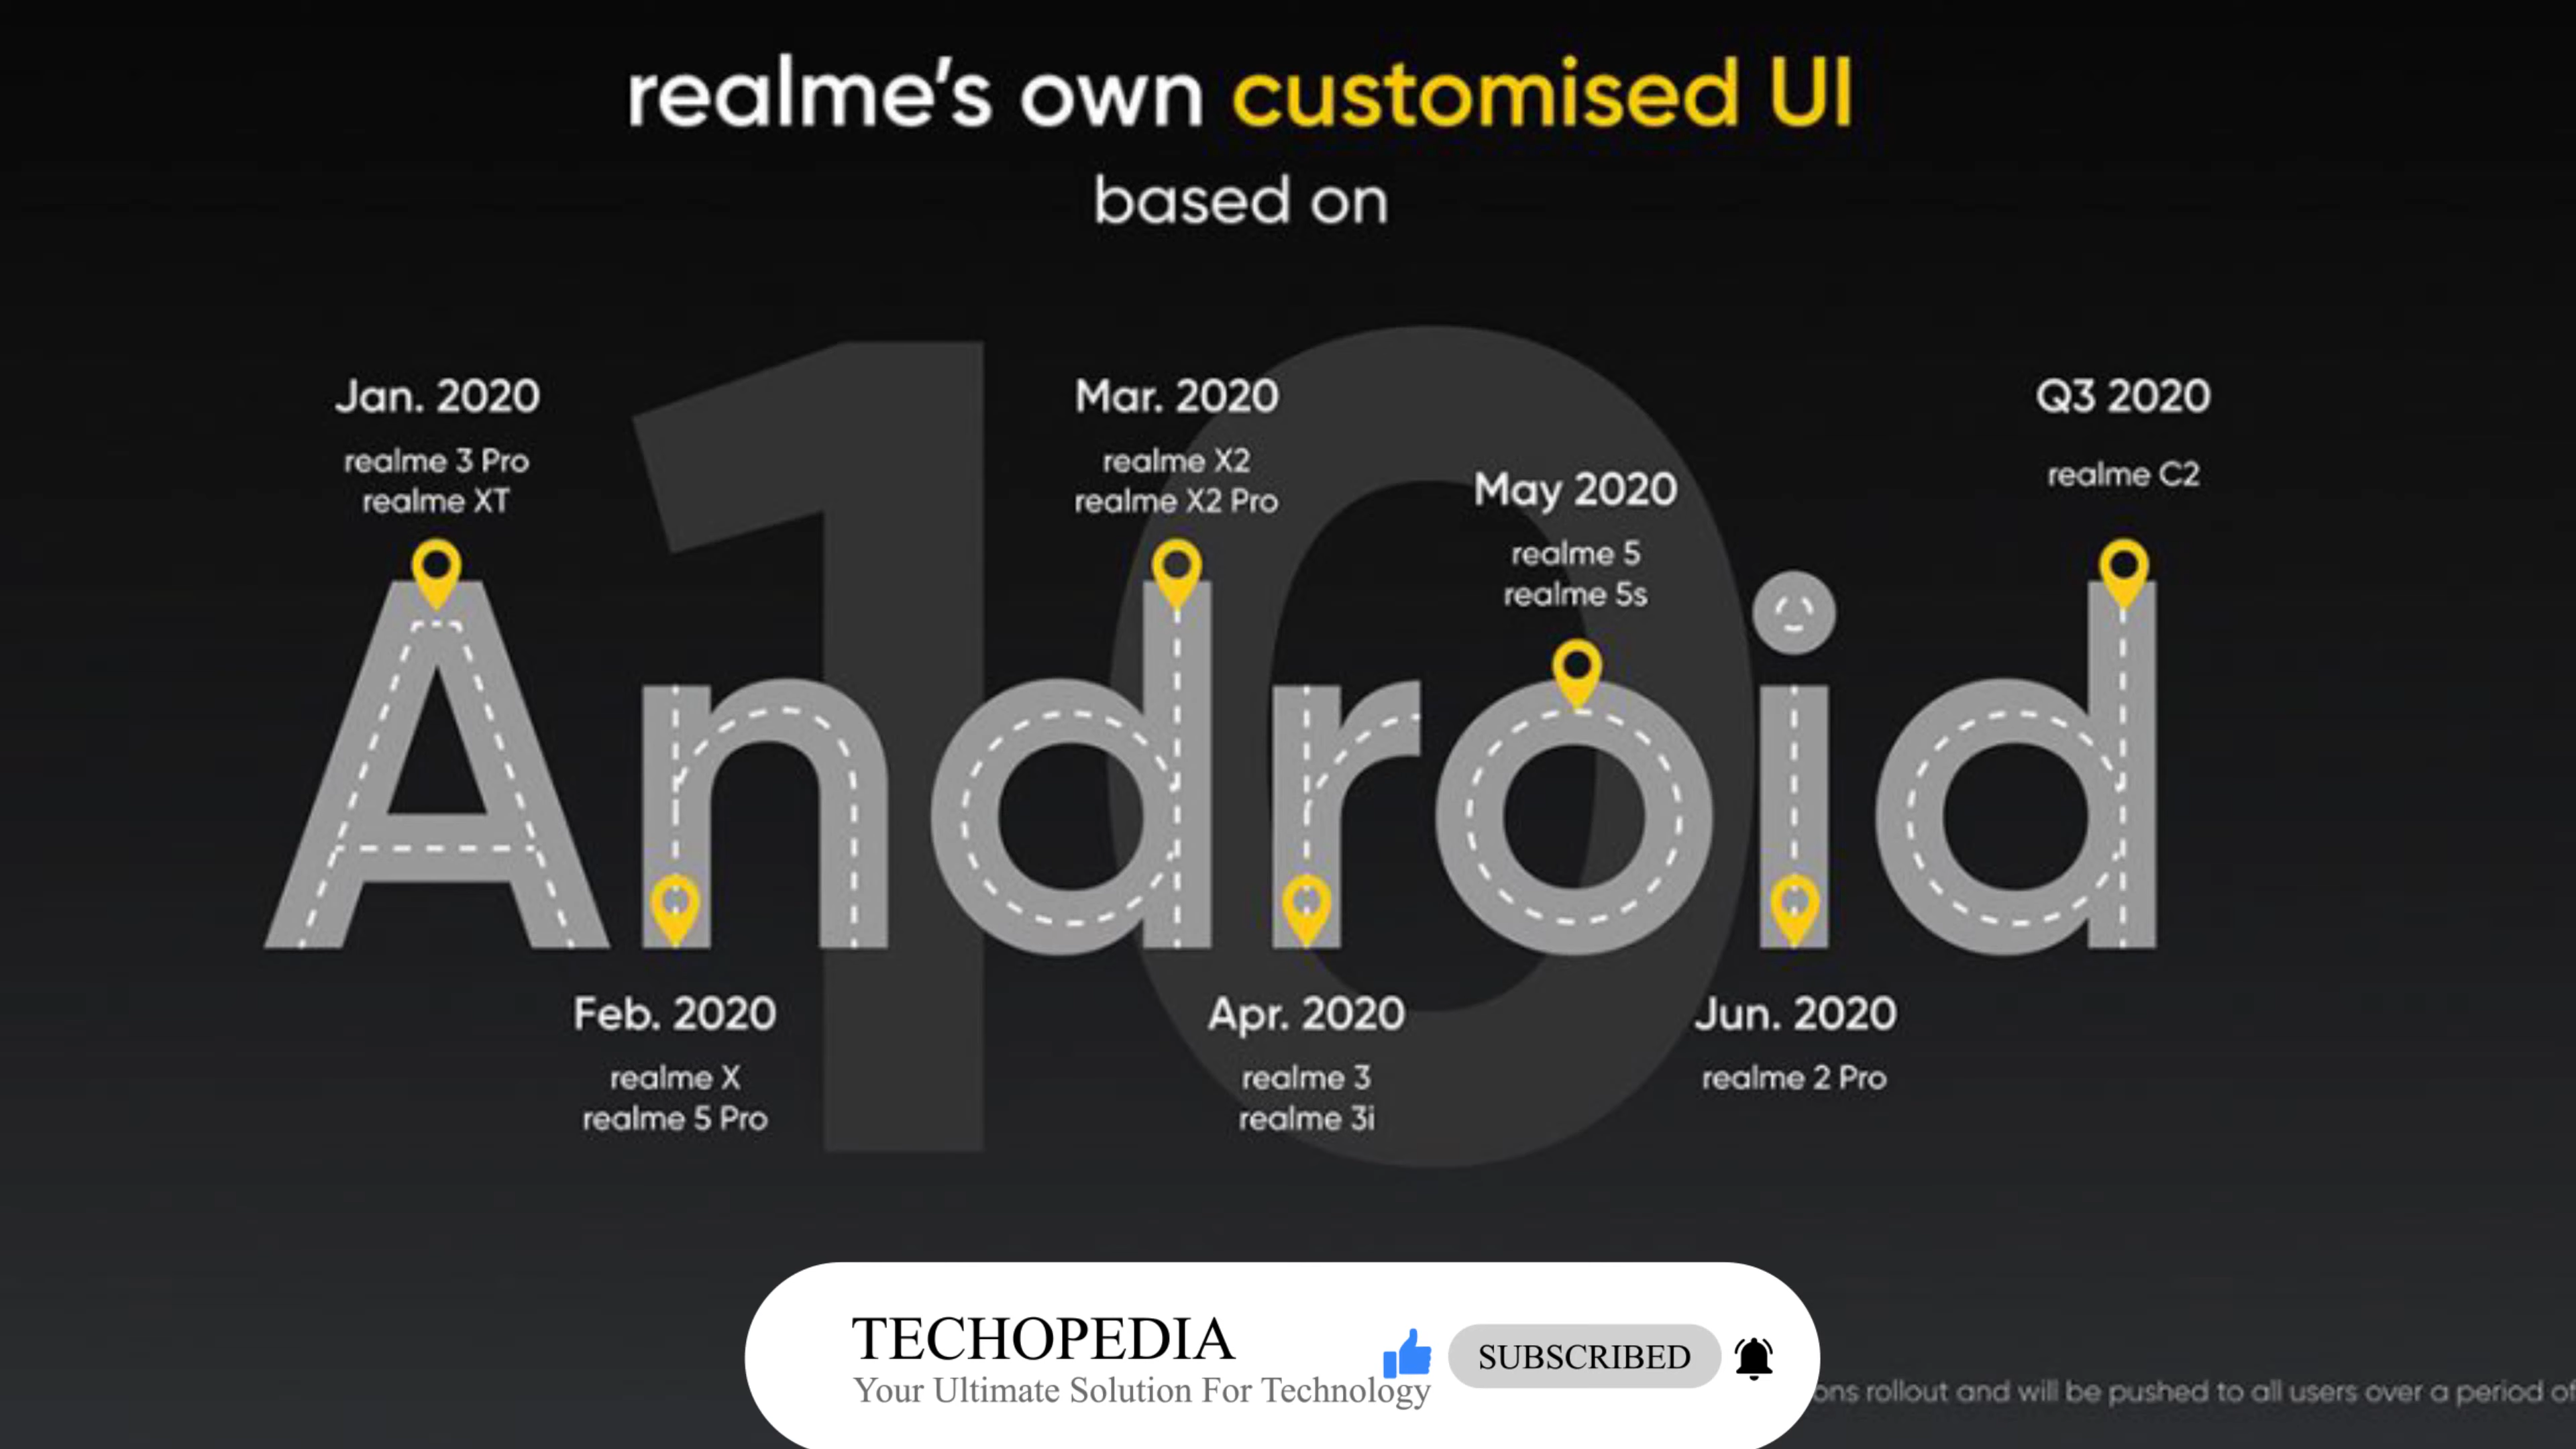 realme's own customised UI
based on
10
Jan. 2020
realme 3 Pro
realme XT
Mar. 2020
realme X2
realme X2 Pro
May 2020
realme 5
realme 5s
Q3 2020
realme C2
Android
Feb. 2020
realme X
realme 5 Pro
Apr. 2020
realme 3
realme 3i
Jun. 2020
realme 2 Pro
TECHOPEDIA
Your Ultimate Solution For Technology
SUBSCRIBED
rollout and will be pushed to all users over a period of